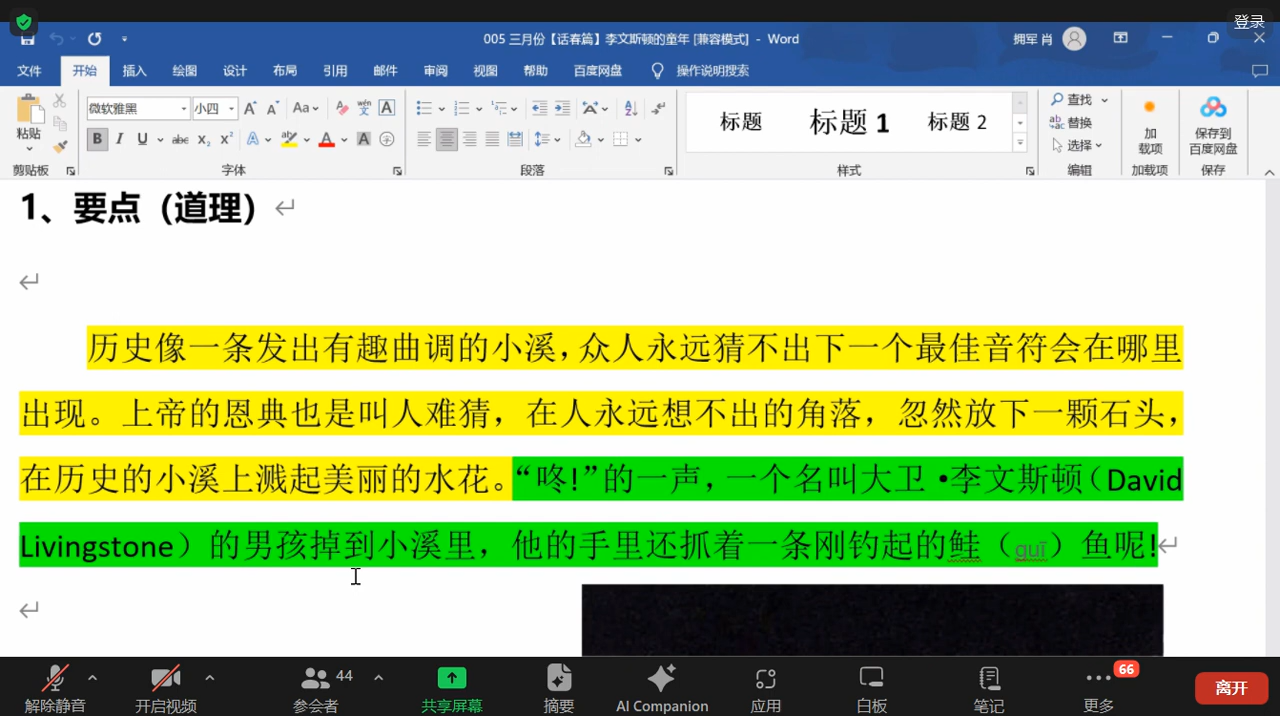 登录
005 三月份【话春篇】李文斯顿的童年 [兼容模式] - Word
拥军 肖
文件 开始 插入 绘图 设计 布局 引用 邮件 审阅 视图 帮助 百度网盘 操作说明搜索
微软雅黑 小四 Aa wén A
粘贴
B I U abc x₂ x² A A A
标题 标题 1 标题 2
查找
替换
选择
加
载项
保存到
百度网盘
剪贴板 字体 段落 样式 编辑 加载项 保存
1、要点（道理）
历史像一条发出有趣曲调的小溪，众人永远猜不出下一个最佳音符会在哪里
出现。上帝的恩典也是叫人难猜，在人永远想不出的角落，忽然放下一颗石头，
在历史的小溪上溅起美丽的水花。“咚!”的一声，一个名叫大卫 •李文斯顿（David
Livingstone）的男孩掉到小溪里，他的手里还抓着一条刚钓起的鲑（guī）鱼呢!
44
66
解除静音 开启视频 参会者 共享屏幕 摘要 AI Companion 应用 白板 笔记 更多 离开